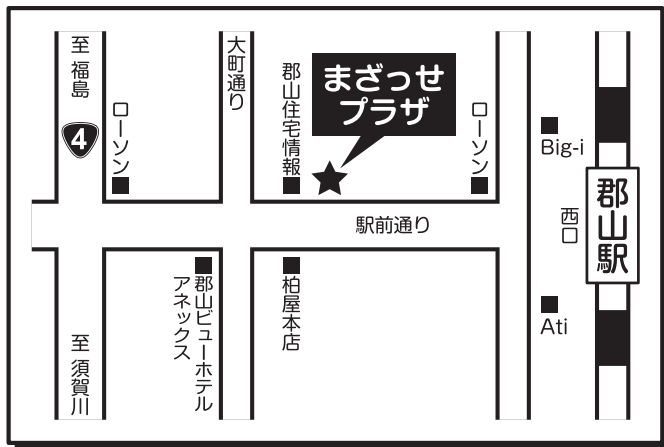 至 福島
4
ローソン
大町通り
郡山住宅情報
まざっせ
プラザ
ローソン
Big-i
西口
郡山駅
駅前通り
郡山ビューホテル
アネックス
柏屋本店
Ati
至 須賀川